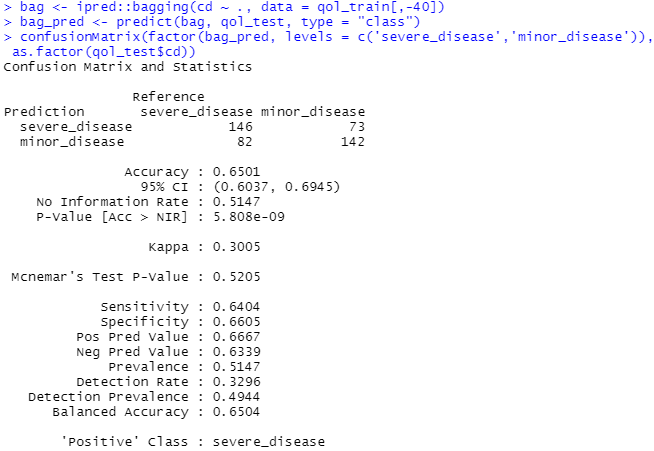 > bag <- ipred::bagging(cd ~ ., data = qol_train[,-40])
> bag_pred <- predict(bag, qol_test, type = "class")
> confusionMatrix(factor(bag_pred, levels = c('severe_disease','minor_disease')),
 as.factor(qol_test$cd))
Confusion Matrix and Statistics
Reference
Prediction severe_disease minor_disease
severe_disease 146 73
minor_disease 82 142
Accuracy : 0.6501
95% CI : (0.6037, 0.6945)
No Information Rate : 0.5147
P-Value [Acc > NIR] : 5.808e-09
Kappa : 0.3005
Mcnemar's Test P-Value : 0.5205
Sensitivity : 0.6404
Specificity : 0.6605
Pos Pred Value : 0.6667
Neg Pred Value : 0.6339
Prevalence : 0.5147
Detection Rate : 0.3296
Detection Prevalence : 0.4944
Balanced Accuracy : 0.6504
'Positive' Class : severe_disease